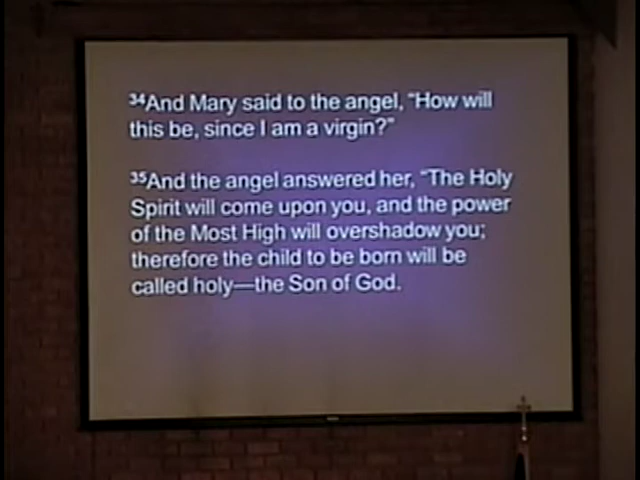 34And Mary said to the angel, “How will
this be, since I am a virgin?”
35And the angel answered her, “The Holy
Spirit will come upon you, and the power
of the Most High will overshadow you;
therefore the child to be born will be
called holy—the Son of God.